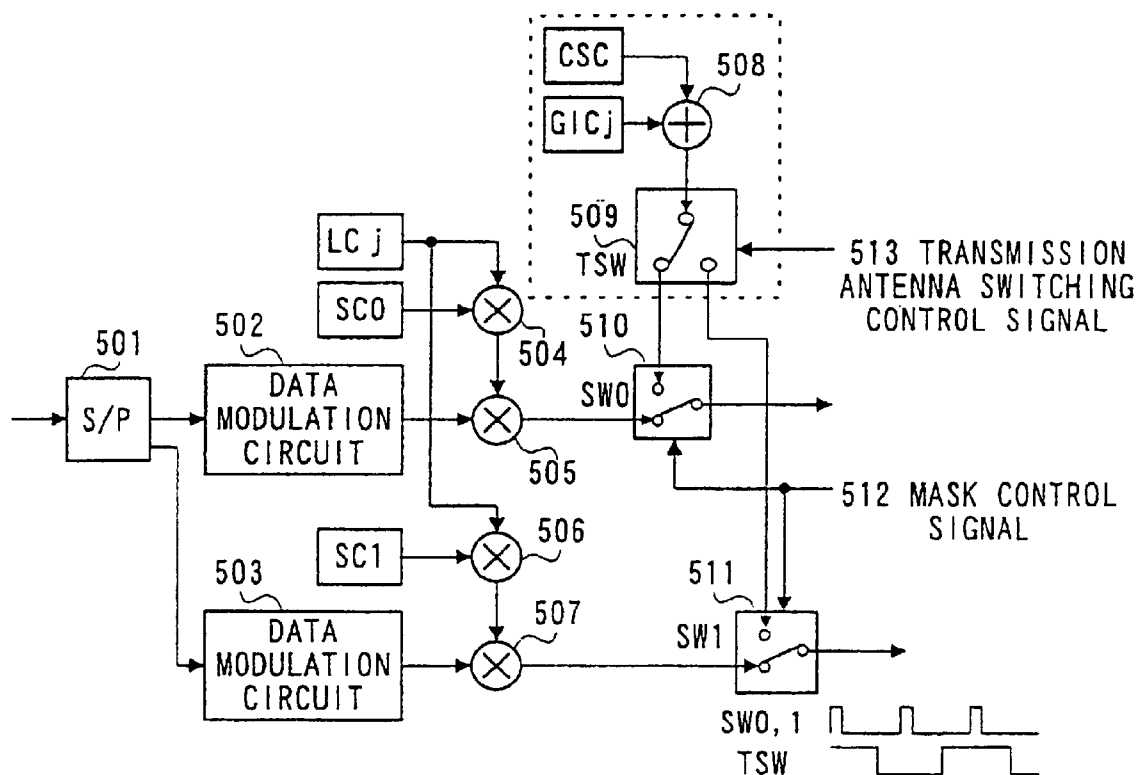 CSC
508
GICj
509
TSW
513 TRANSMISSION
ANTENNA SWITCHING
CONTROL SIGNAL
LCj
SC0
504
510
501
502
S/P
DATA
MODULATION
CIRCUIT
505
SW0
512 MASK CONTROL
SIGNAL
SC1
506
503
DATA
MODULATION
CIRCUIT
507
511
SW1
SW0,1
TSW